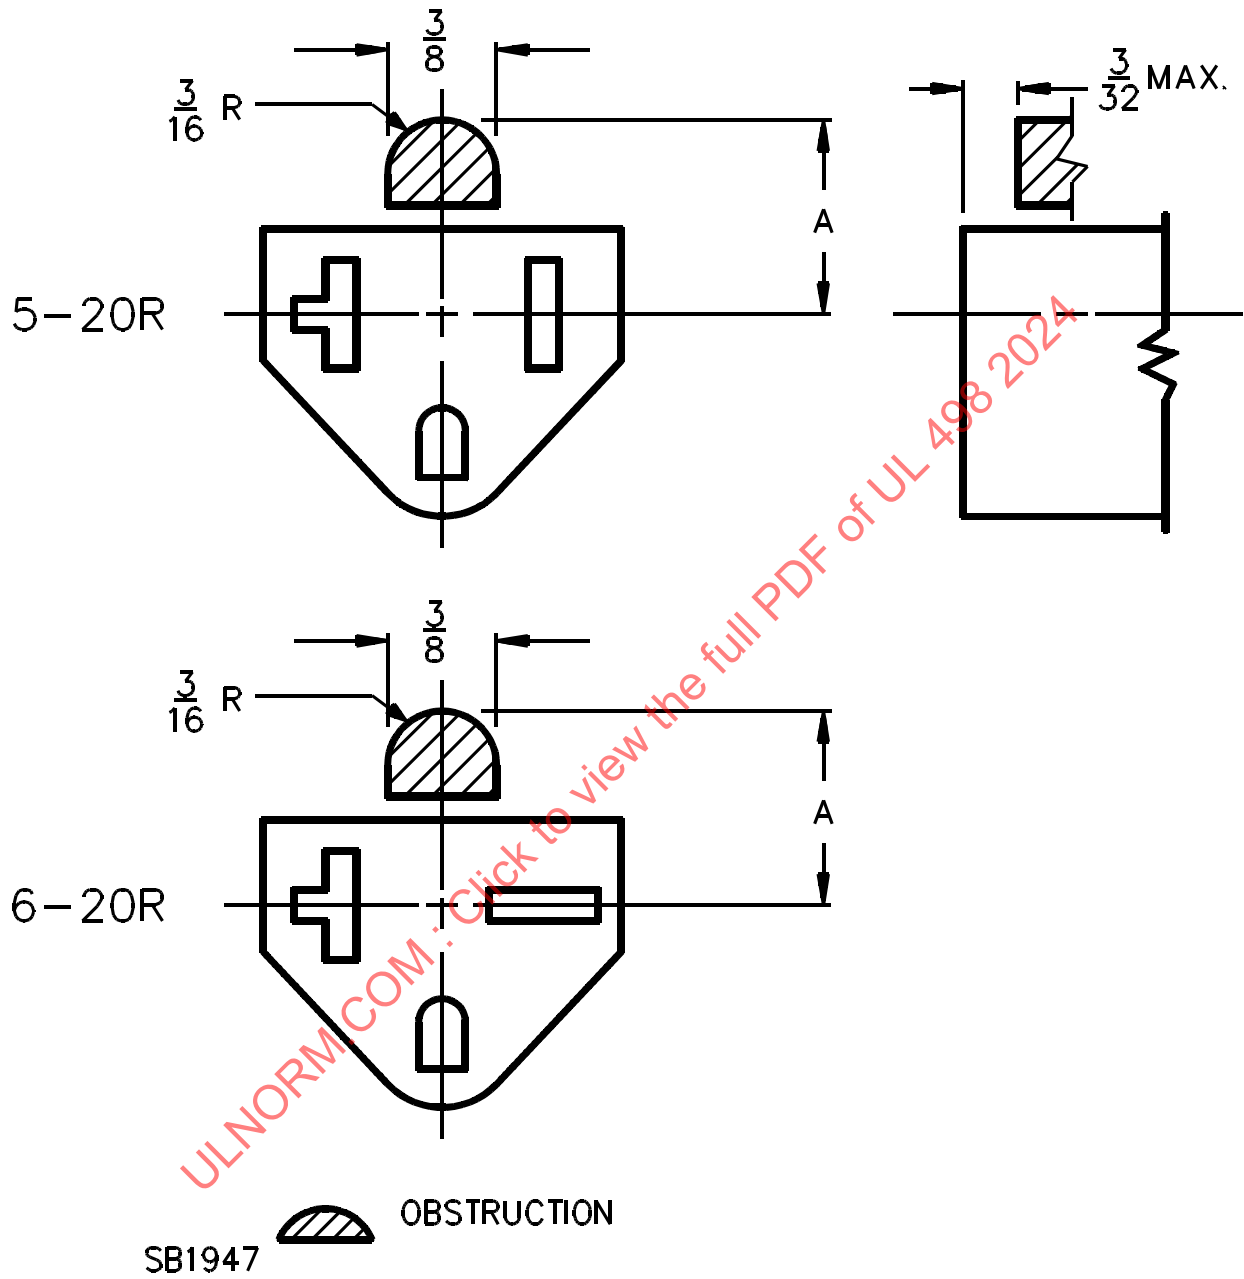 3/8
3/16 R
3/32 MAX.
A
5-20R
3/8
3/16 R
A
6-20R
OBSTRUCTION
SB1947
ULNORM.COM : Click to view the full PDF of UL 498 2024